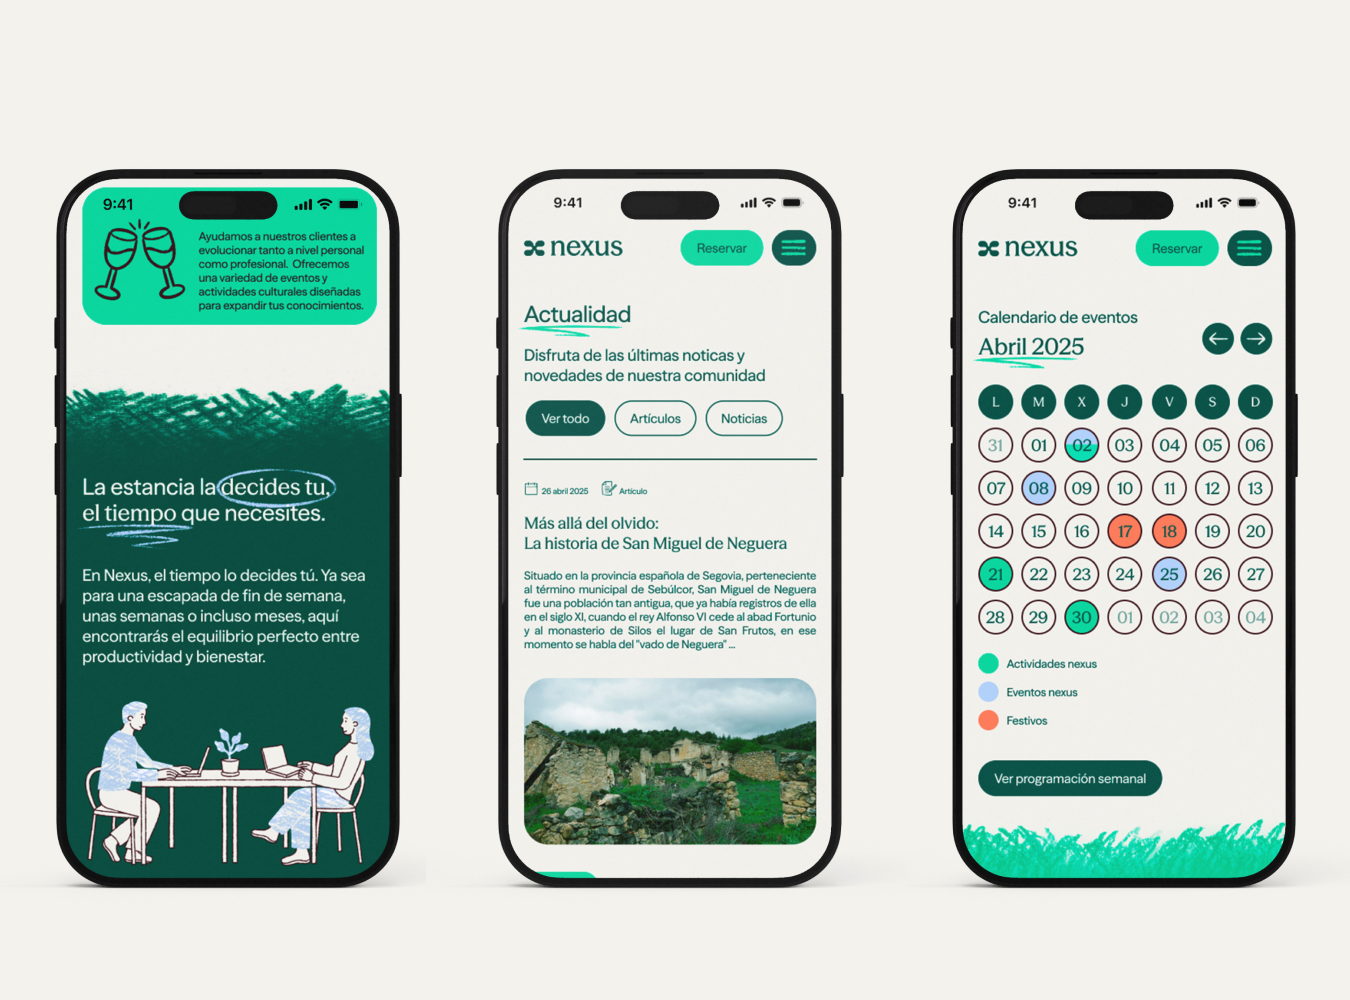 9:41
Ayudamos a nuestros clientes a
evolucionar tanto a nivel personal
como profesional. Ofrecemos
una variedad de eventos y
actividades culturales diseñadas
para expandir tus conocimientos.
La estancia la decides tu,
el tiempo que necesites.
En Nexus, el tiempo lo decides tú. Ya sea
para una escapada de fin de semana,
unas semanas o incluso meses, aquí
encontrarás el equilibrio perfecto entre
productividad y bienestar.
9:41
nexus
Reservar
Actualidad
Disfruta de las últimas noticas y
novedades de nuestra comunidad
Ver todo Artículos Noticias
26 abril 2025 Artículo
Más allá del olvido:
La historia de San Miguel de Neguera
Situado en la provincia española de Segovia, perteneciente
al término municipal de Sebúlcor, San Miguel de Neguera
fue una población tan antigua, que ya había registros de ella
en el siglo XI, cuando el rey Alfonso VI cede al abad Fortunio
y al monasterio de Silos el lugar de San Frutos, en ese
momento se habla del "vado de Neguera" ...
9:41
nexus
Reservar
Calendario de eventos
Abril 2025
L M X J V S D
31 01 02 03 04 05 06
07 08 09 10 11 12 13
14 15 16 17 18 19 20
21 22 23 24 25 26 27
28 29 30 01 02 03 04
Actividades nexus
Eventos nexus
Festivos
Ver programación semanal